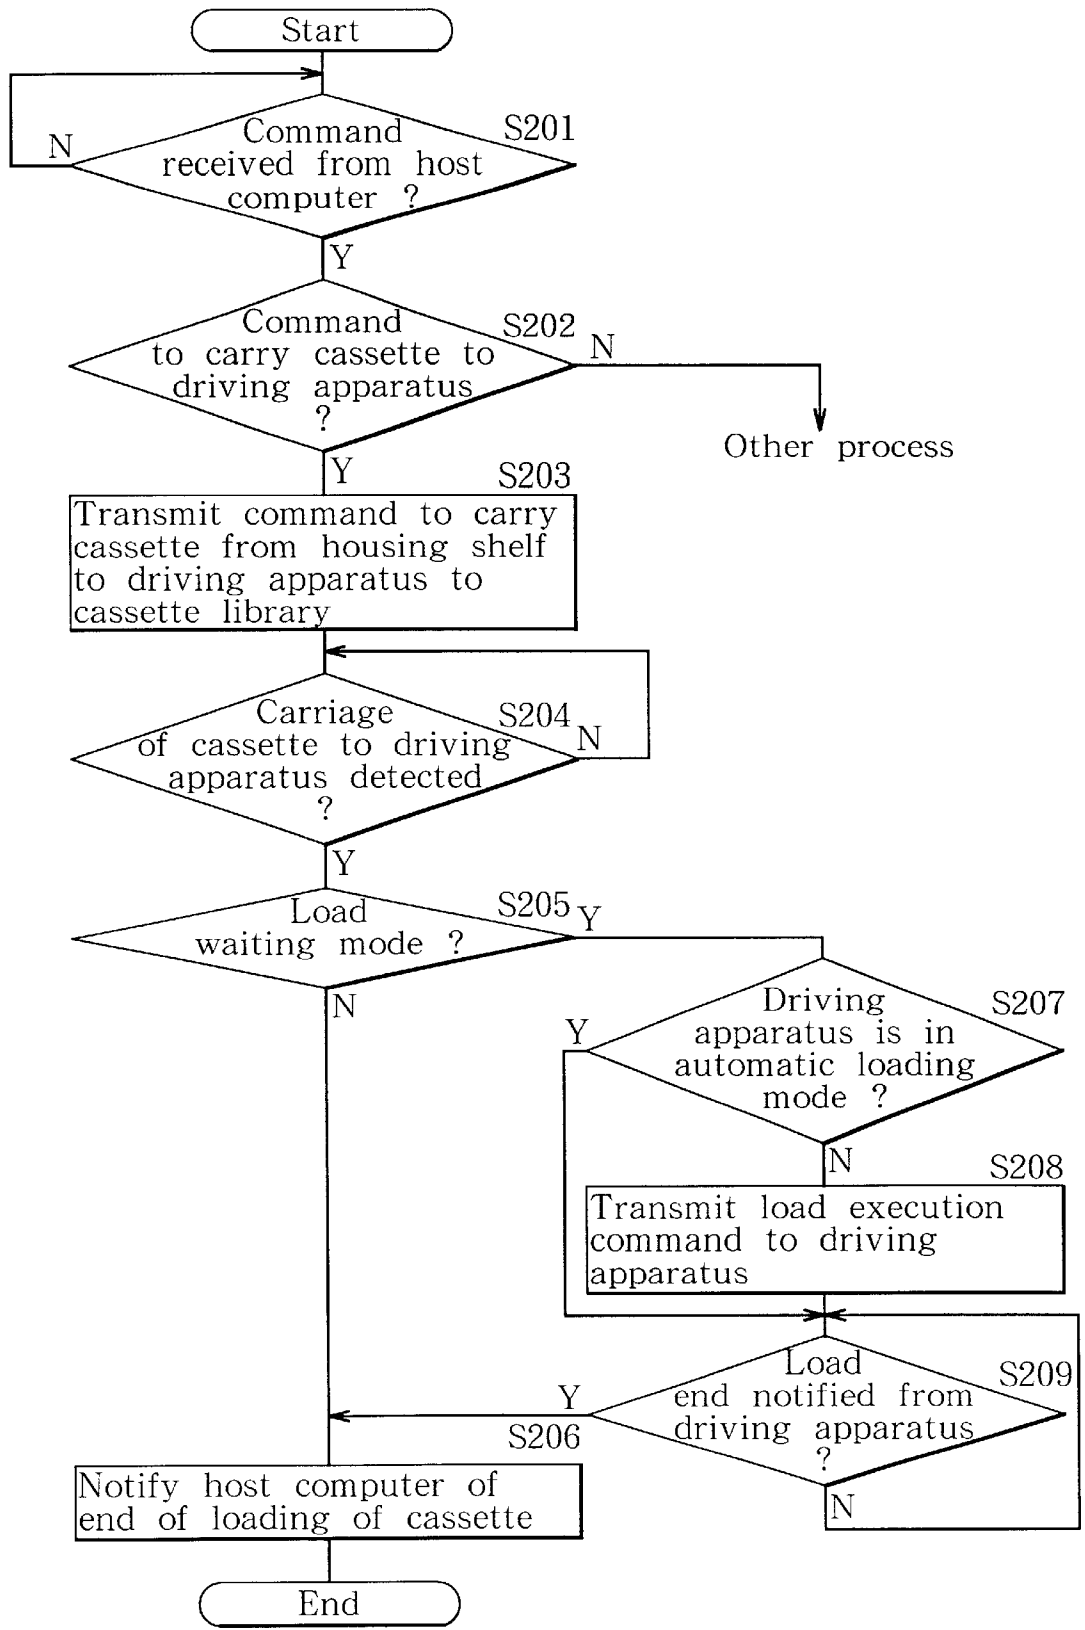 Start
S201
Command
received from host
computer ?
N
Y
S202
Command
to carry cassette to
driving apparatus
?
N
Other process
Y
S203
Transmit command to carry
cassette from housing shelf
to driving apparatus to
cassette library
S204
Carriage
of cassette to driving
apparatus detected
?
N
Y
S205
Load
waiting mode ?
Y
N
S207
Driving
apparatus is in
automatic loading
mode ?
Y
N
S208
Transmit load execution
command to driving
apparatus
S209
Load
end notified from
driving apparatus
?
Y
N
S206
Notify host computer of
end of loading of cassette
End